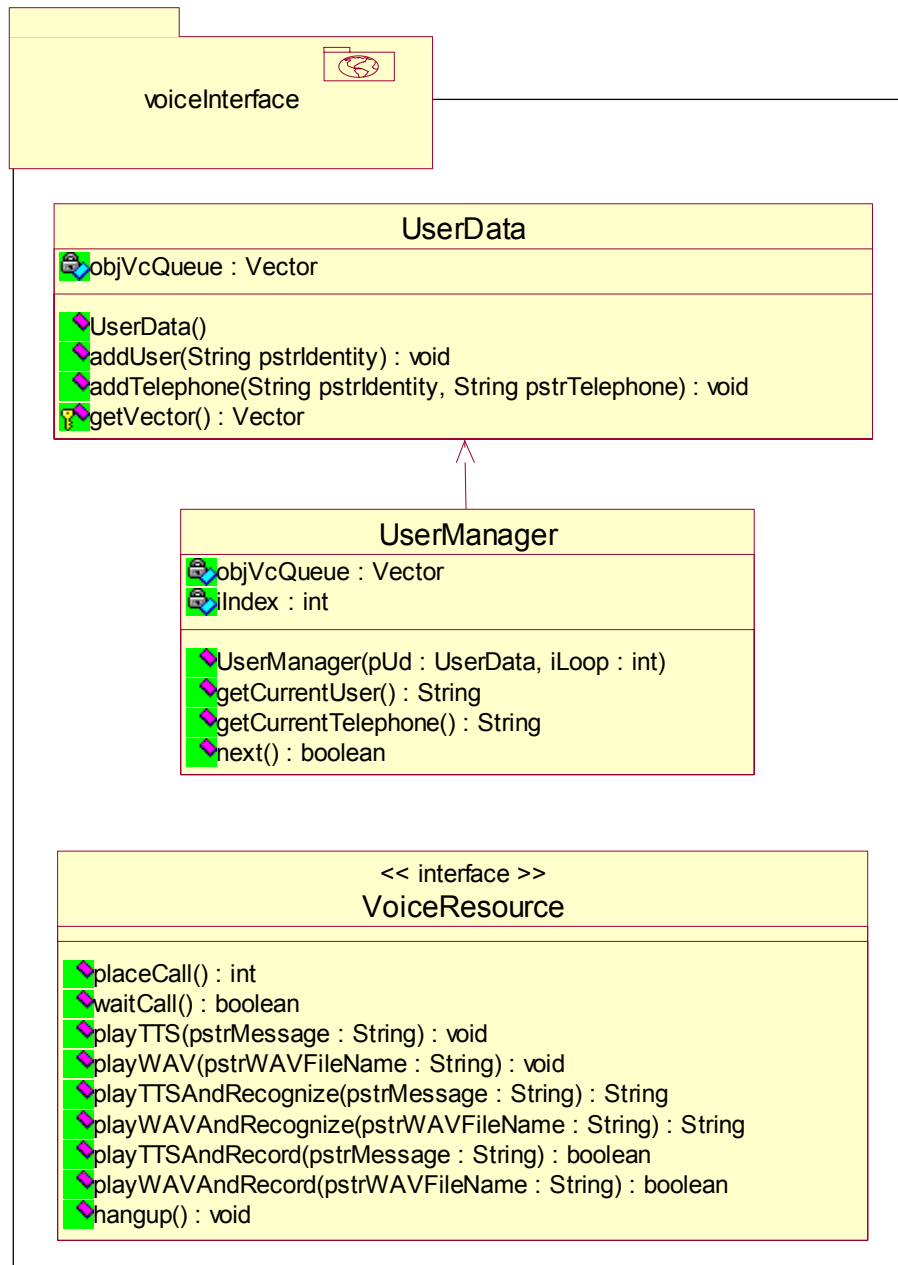 voiceInterface
UserData
objVcQueue : Vector
UserData()
addUser(String pstrIdentity) : void
addTelephone(String pstrIdentity, String pstrTelephone) : void
getVector() : Vector
UserManager
objVcQueue : Vector
iIndex : int
UserManager(pUd : UserData, iLoop : int)
getCurrentUser() : String
getCurrentTelephone() : String
next() : boolean
<< interface >>
VoiceResource
placeCall() : int
waitCall() : boolean
playTTS(pstrMessage : String) : void
playWAV(pstrWAVFileName : String) : void
playTTSAndRecognize(pstrMessage : String) : String
playWAVAndRecognize(pstrWAVFileName : String) : String
playTTSAndRecord(pstrMessage : String) : boolean
playWAVAndRecord(pstrWAVFileName : String) : boolean
hangup() : void